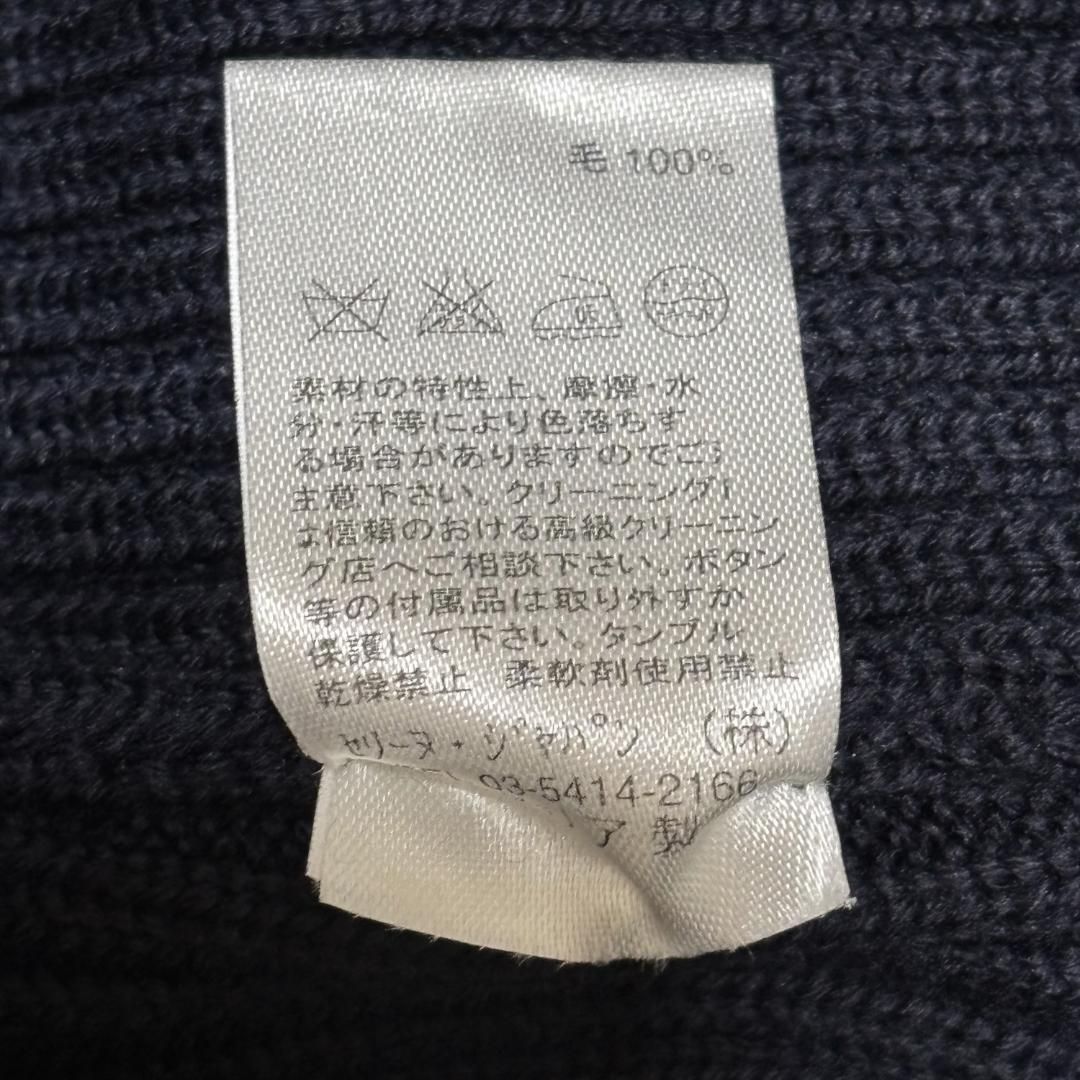 毛 100%
素材の特性上、摩擦・水
分・汗等により色落ちす
る場合がありますのでご
注意下さい。クリーニング
は信頼のおける高級クリーニン
グ店へご相談下さい。ボタン
等の付属品は取り外すか
保護して下さい。タンブル
乾燥禁止 柔軟剤使用禁止
セリーヌ・ジャパン (株)
03-5414-2166
ア 製